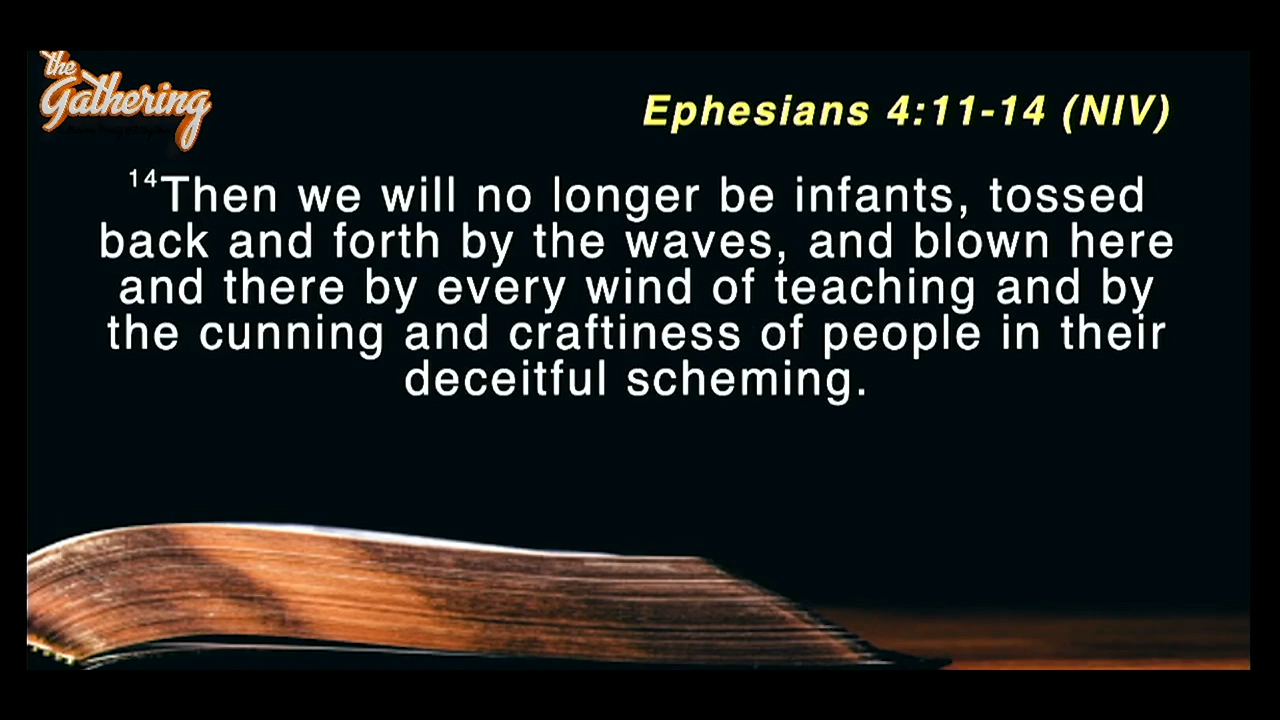 the
Gathering
Ephesians 4:11-14 (NIV)
14Then we will no longer be infants, tossed
back and forth by the waves, and blown here
and there by every wind of teaching and by
the cunning and craftiness of people in their
deceitful scheming.